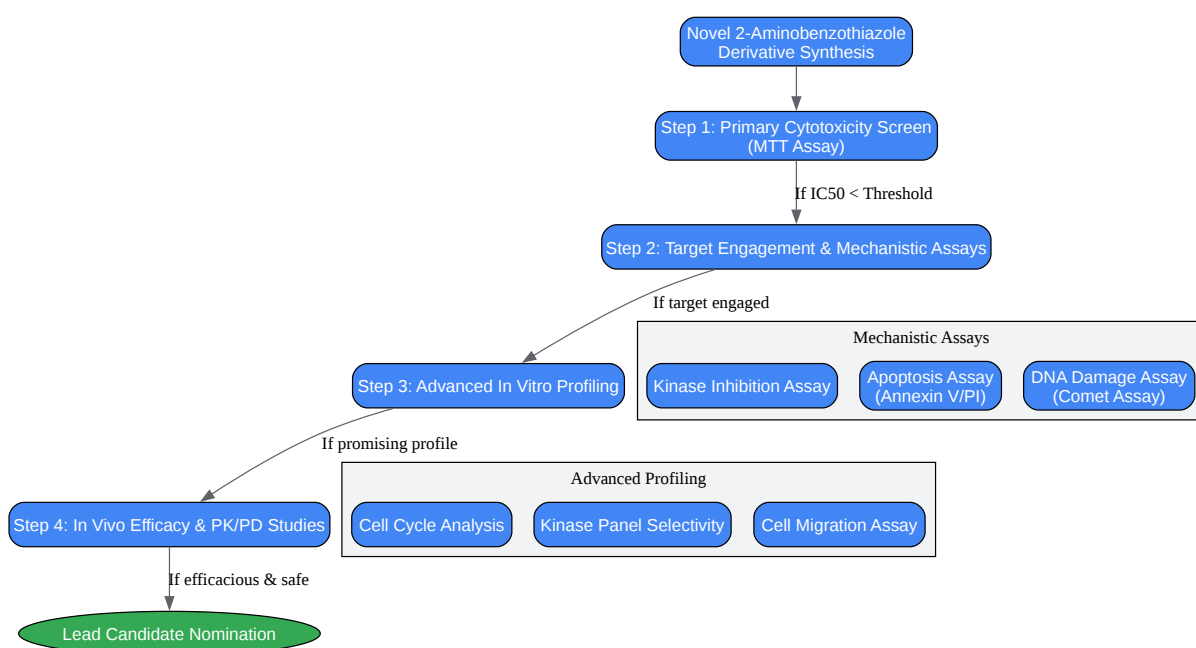 Novel 2-Aminobenzothiazole
Derivative Synthesis
Step 1: Primary Cytotoxicity Screen
(MTT Assay)
If IC50 < Threshold
Step 2: Target Engagement & Mechanistic Assays
If target engaged
Mechanistic Assays
Kinase Inhibition Assay
Apoptosis Assay
(Annexin V/PI)
DNA Damage Assay
(Comet Assay)
Step 3: Advanced In Vitro Profiling
If promising profile
Advanced Profiling
Cell Cycle Analysis
Kinase Panel Selectivity
Cell Migration Assay
Step 4: In Vivo Efficacy & PK/PD Studies
If efficacious & safe
Lead Candidate Nomination